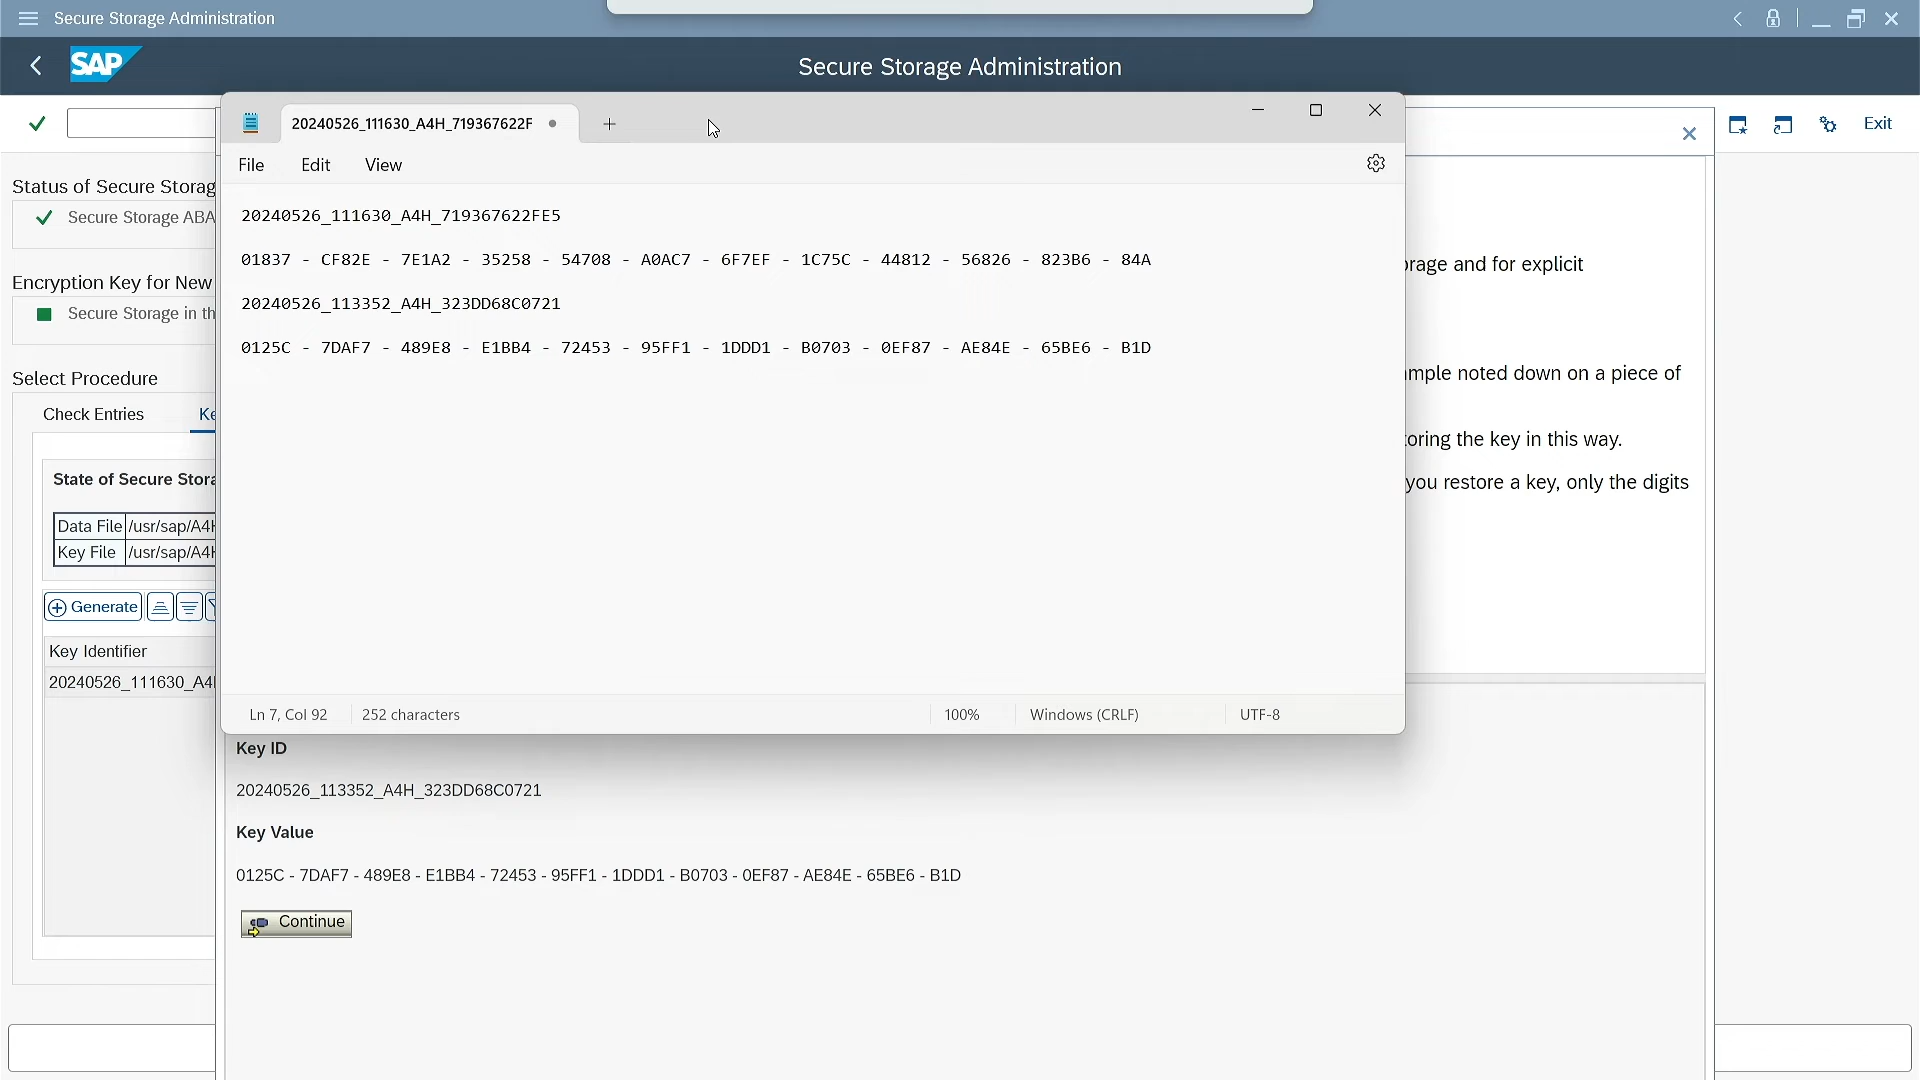 Secure Storage Administration
SAP
Secure Storage Administration
Exit
20240526_111630_A4H_719367622F
File Edit View
20240526_111630_A4H_719367622FE5
01837 - CF82E - 7E1A2 - 35258 - 54708 - A0AC7 - 6F7EF - 1C75C - 44812 - 56826 - 823B6 - 84A
20240526_113352_A4H_323DD68C0721
0125C - 7DAF7 - 489E8 - E1BB4 - 72453 - 95FF1 - 1DDD1 - B0703 - 0EF87 - AE84E - 65BE6 - B1D
Ln 7, Col 92 252 characters 100% Windows (CRLF) UTF-8
Status of Secure Storag
Secure Storage ABA
Encryption Key for New
Secure Storage in th
Select Procedure
Check Entries Ke
State of Secure Stora
Data File /usr/sap/A4H
Key File /usr/sap/A4H
Generate
Key Identifier
20240526_111630_A4
orage and for explicit
ample noted down on a piece of
toring the key in this way.
you restore a key, only the digits
Key ID
20240526_113352_A4H_323DD68C0721
Key Value
0125C - 7DAF7 - 489E8 - E1BB4 - 72453 - 95FF1 - 1DDD1 - B0703 - 0EF87 - AE84E - 65BE6 - B1D
Continue